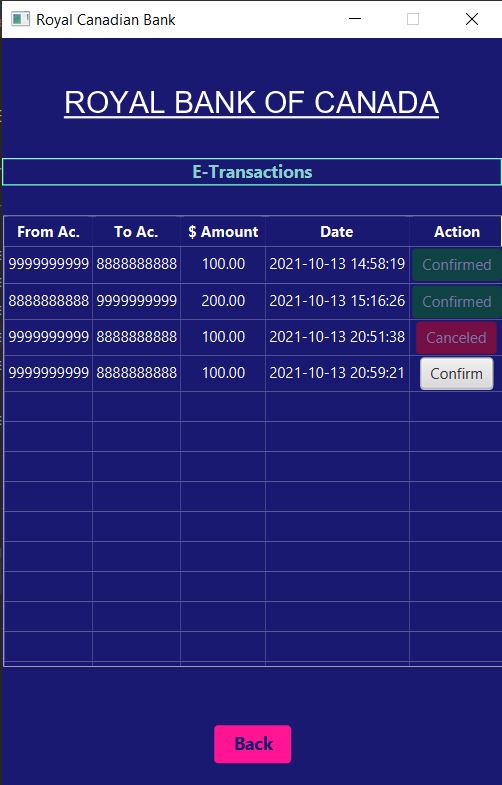 Royal Canadian Bank
ROYAL BANK OF CANADA
E-Transactions
From Ac. To Ac. $ Amount Date Action
9999999999 8888888888 100.00 2021-10-13 14:58:19 Confirmed
8888888888 9999999999 200.00 2021-10-13 15:16:26 Confirmed
9999999999 8888888888 100.00 2021-10-13 20:51:38 Canceled
9999999999 8888888888 100.00 2021-10-13 20:59:21 Confirm
Back